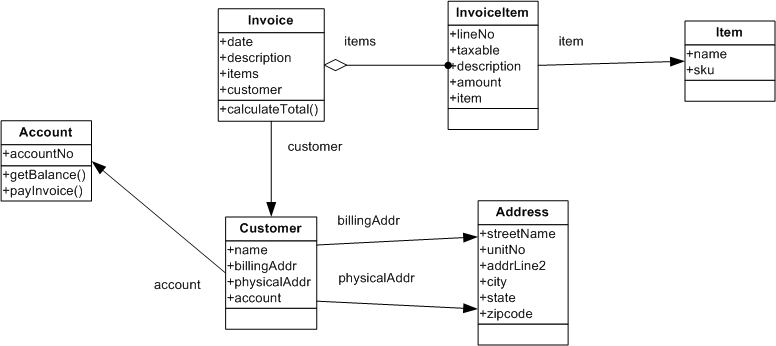 Invoice
+date
+description
+items
+customer
+calculateTotal()
items
InvoiceItem
+lineNo
+taxable
+description
+amount
+item
item
Item
+name
+sku
customer
Account
+accountNo
+getBalance()
+payInvoice()
account
Customer
+name
+billingAddr
+physicalAddr
+account
billingAddr
physicalAddr
Address
+streetName
+unitNo
+addrLine2
+city
+state
+zipcode